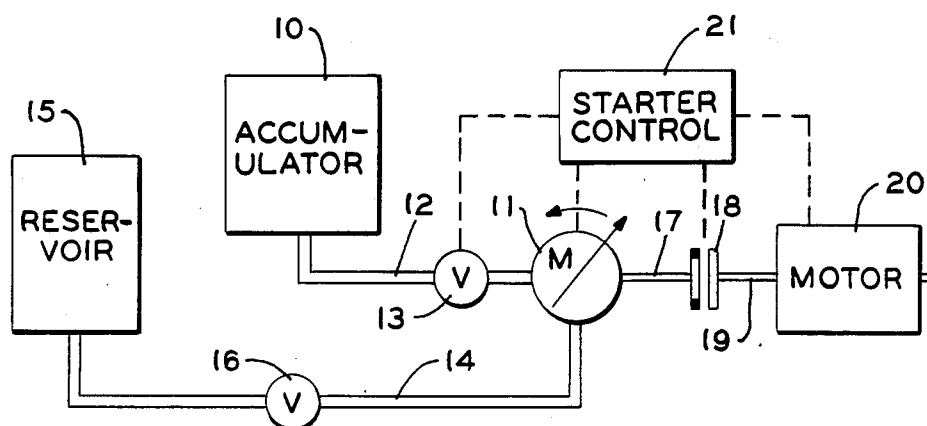 10
21
15
ACCUM-
ULATOR
STARTER
CONTROL
20
RESER-
VOIR
12
11
17
18
M
V
MOTOR
13
19
16
14
V